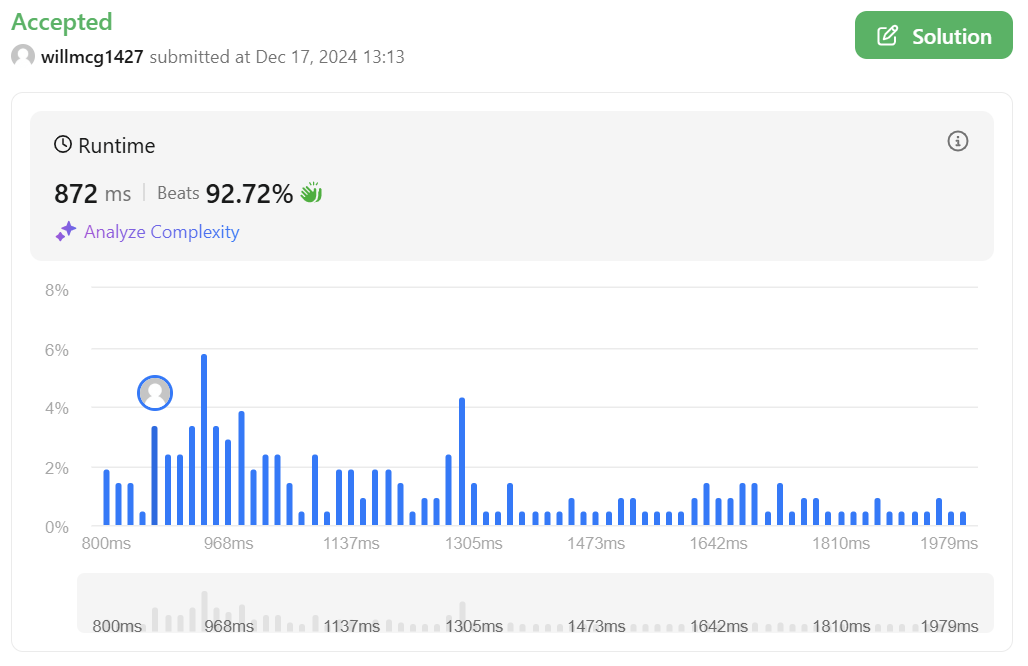 Accepted
Solution
willmcg1427 submitted at Dec 17, 2024 13:13
Runtime
872 ms Beats 92.72%
Analyze Complexity
8%
6%
4%
2%
0%
800ms 968ms 1137ms 1305ms 1473ms 1642ms 1810ms 1979ms
800ms 968ms 1137ms 1305ms 1473ms 1642ms 1810ms 1979ms